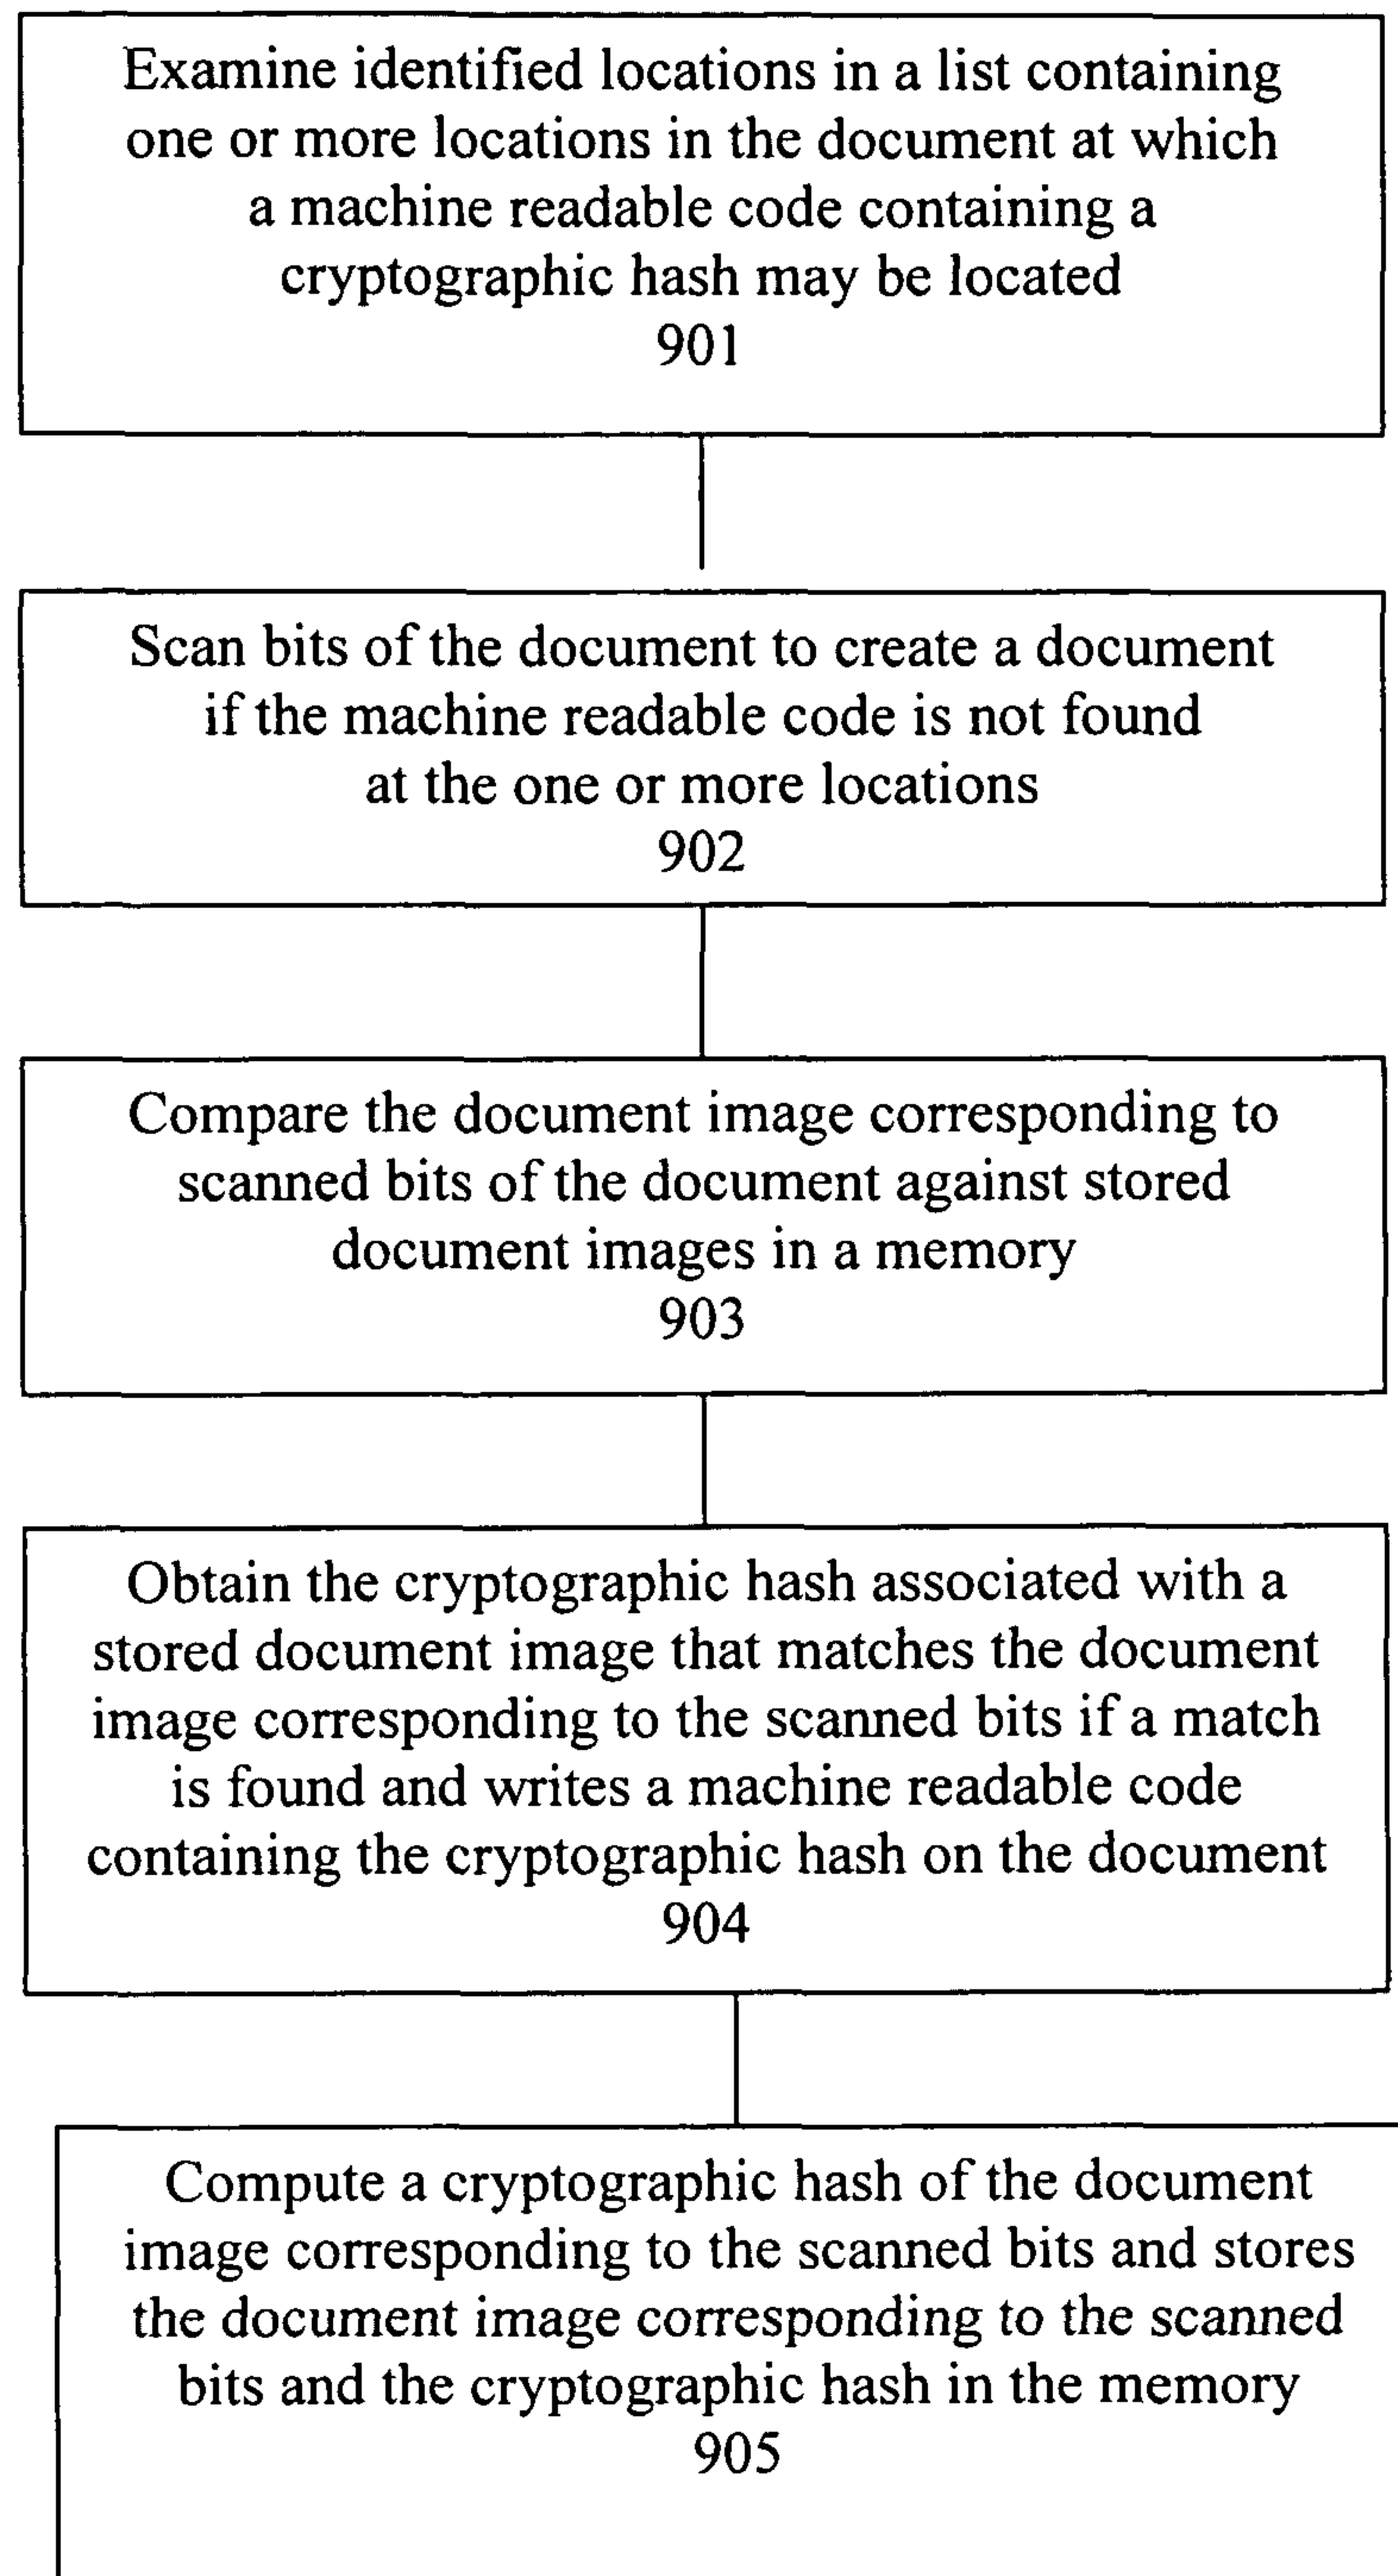 Examine identified locations in a list containing
one or more locations in the document at which
a machine readable code containing a
cryptographic hash may be located
901
Scan bits of the document to create a document
if the machine readable code is not found
at the one or more locations
902
Compare the document image corresponding to
scanned bits of the document against stored
document images in a memory
903
Obtain the cryptographic hash associated with a
stored document image that matches the document
image corresponding to the scanned bits if a match
is found and writes a machine readable code
containing the cryptographic hash on the document
904
Compute a cryptographic hash of the document
image corresponding to the scanned bits and stores
the document image corresponding to the scanned
bits and the cryptographic hash in the memory
905